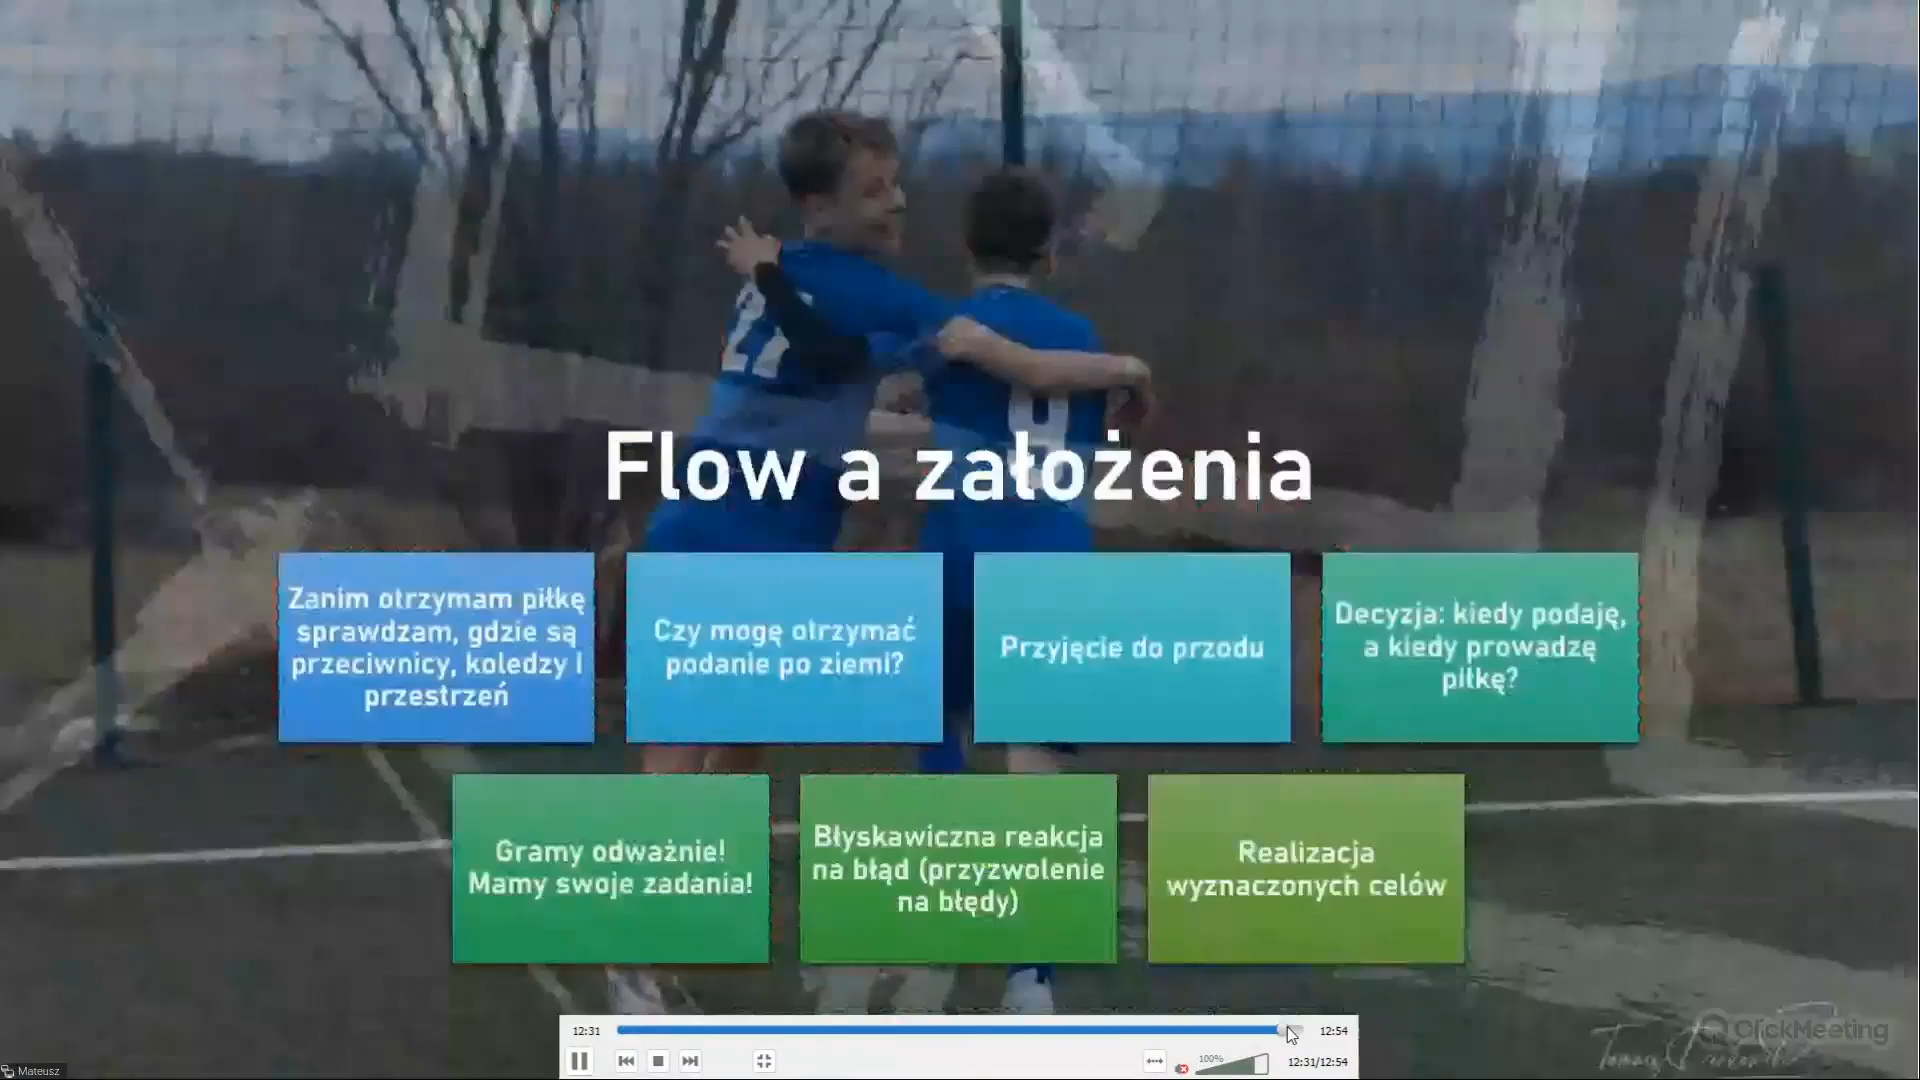 22
9
Flow a założenia
Zanim otrzymam piłkę
sprawdzam, gdzie są
przeciwnicy, koledzy i
przestrzeń
Czy mogę otrzymać
podanie po ziemi?
Przyjęcie do przodu
Decyzja: kiedy podaję,
a kiedy prowadzę
piłkę?
Gramy odważnie!
Mamy swoje zadania!
Błyskawiczna reakcja
na błąd (przyzwolenie
na błędy)
Realizacja
wyznaczonych celów
12:31
12:54
100%
12:31/12:54
ClickMeeting
Mateusz